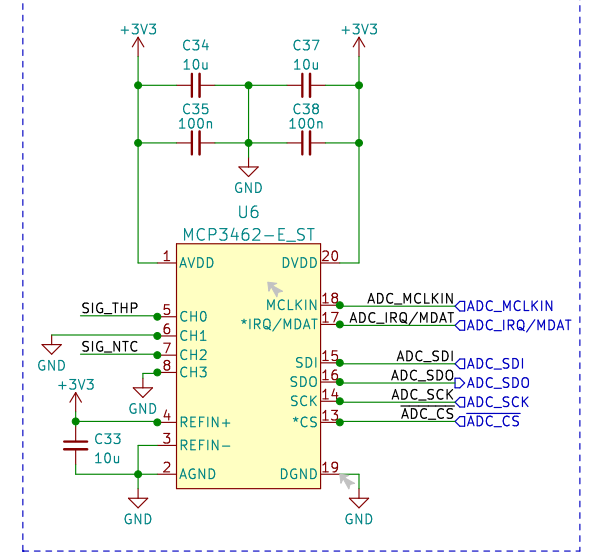 +3V3 +3V3
C34 C37
10u 10u
C35 C38
100n 100n
GND
U6
MCP3462-E_ST
1 AVDD DVDD 20
MCLKIN 18 ADC_MCLKIN ADC_MCLKIN
SIG_THP 5 CH0
*IRQ/MDAT 17 ADC_IRQ/MDAT ADC_IRQ/MDAT
6 CH1
GND
SIG_NTC 7 CH2
SDI 15 ADC_SDI ADC_SDI
8 CH3
SDO 16 ADC_SDO ADC_SDO
+3V3
SCK 14 ADC_SCK ADC_SCK
GND
4 REFIN+ *CS 13 ADC_CS ADC_CS
C33
10u
3 REFIN-
2 AGND DGND 19
GND GND